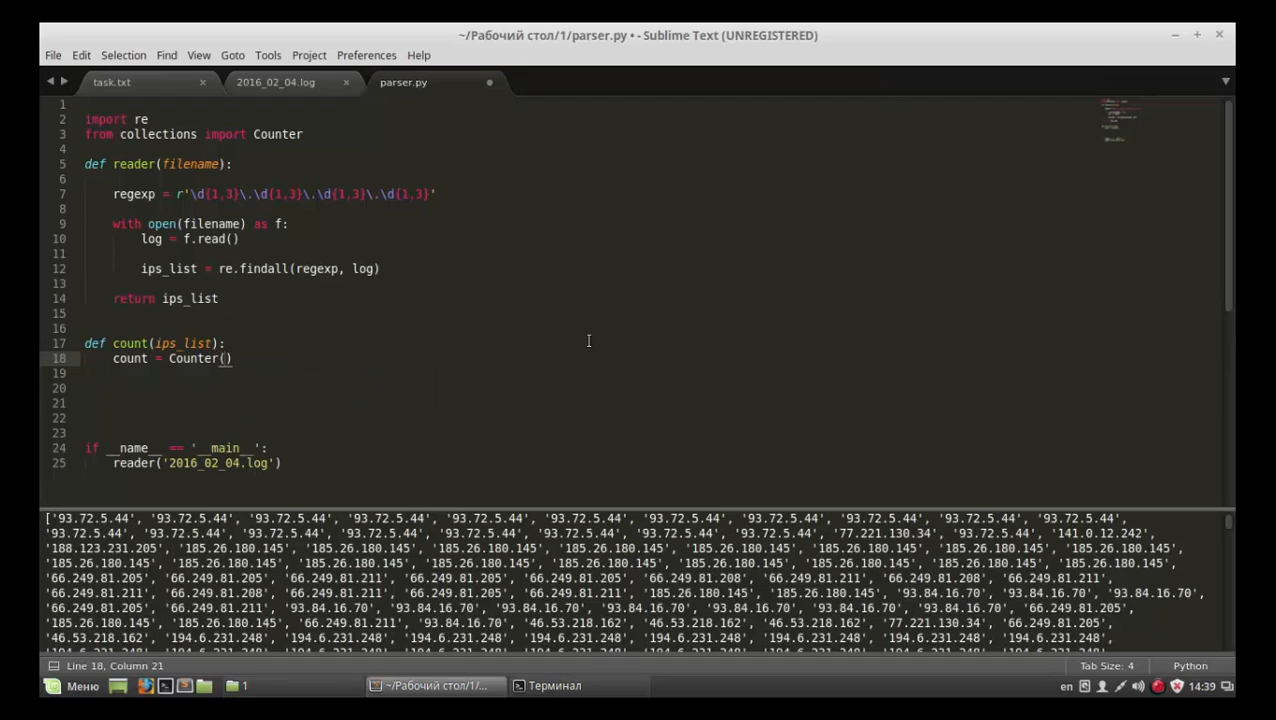 ~/Рабочий стол/1/parser.py • - Sublime Text (UNREGISTERED)
File Edit Selection Find View Goto Tools Project Preferences Help
task.txt 2016_02_04.log parser.py
1
2 import re
3 from collections import Counter
4
5 def reader(filename):
6
7 regexp = r'\d{1,3}\.\d{1,3}\.\d{1,3}\.\d{1,3}'
8
9 with open(filename) as f:
10 log = f.read()
11
12 ips_list = re.findall(regexp, log)
13
14 return ips_list
15
16
17 def count(ips_list):
18 count = Counter()
19
20
21
22
23
24 if __name__ == '__main__':
25 reader('2016_02_04.log')
['93.72.5.44', '93.72.5.44', '93.72.5.44', '93.72.5.44', '93.72.5.44', '93.72.5.44', '93.72.5.44', '93.72.5.44', '93.72.5.44', '93.72.5.44', '93.72.5.44',
'93.72.5.44', '93.72.5.44', '93.72.5.44', '93.72.5.44', '93.72.5.44', '93.72.5.44', '93.72.5.44', '93.72.5.44', '77.221.130.34', '93.72.5.44', '141.0.12.242',
'188.123.231.205', '185.26.180.145', '185.26.180.145', '185.26.180.145', '185.26.180.145', '185.26.180.145', '185.26.180.145', '185.26.180.145', '185.26.180.145',
'185.26.180.145', '185.26.180.145', '185.26.180.145', '185.26.180.145', '185.26.180.145', '185.26.180.145', '185.26.180.145', '185.26.180.145',
'66.249.81.205', '66.249.81.205', '66.249.81.211', '66.249.81.205', '66.249.81.205', '66.249.81.208', '66.249.81.211', '66.249.81.208', '66.249.81.211',
'66.249.81.211', '66.249.81.208', '66.249.81.211', '66.249.81.205', '66.249.81.211', '185.26.180.145', '93.84.16.70', '93.84.16.70', '93.84.16.70',
'66.249.81.205', '66.249.81.211', '93.84.16.70', '93.84.16.70', '93.84.16.70', '93.84.16.70', '93.84.16.70', '93.84.16.70', '66.249.81.205',
'185.26.180.145', '185.26.180.145', '66.249.81.211', '93.84.16.70', '46.53.218.162', '46.53.218.162', '46.53.218.162', '77.221.130.34', '66.249.81.205',
'46.53.218.162', '194.6.231.248', '194.6.231.248', '194.6.231.248', '194.6.231.248', '194.6.231.248', '194.6.231.248', '194.6.231.248', '194.6.231.248',
Line 18, Column 21 Tab Size: 4 Python
Меню 1 ~/Рабочий стол/1/... Терминал en 14:39